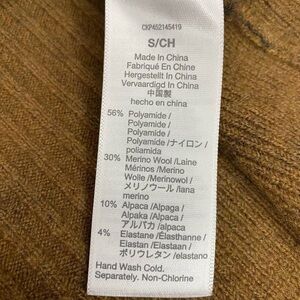 CKP452145419
S/CH
Made In China
Fabriqué En Chine
Hergestellt In China
Vervaardigd In China
中国製
hecho en china
56% Polyamide /
Polyamide /
Polyamide /
Polyamide /ナイロン /
poliamida
30% Merino Wool /Laine
Mérinos /Merino
Wolle /Merinowol /
メリノウール /lana
merino
10% Alpaca /Alpaga /
Alpaka /Alpaca /
アルパカ /alpaca
4% Elastane /Élasthanne /
Elastan /Elastaan /
ポリウレタン /elastano
Hand Wash Cold.
Separately. Non-Chlorine